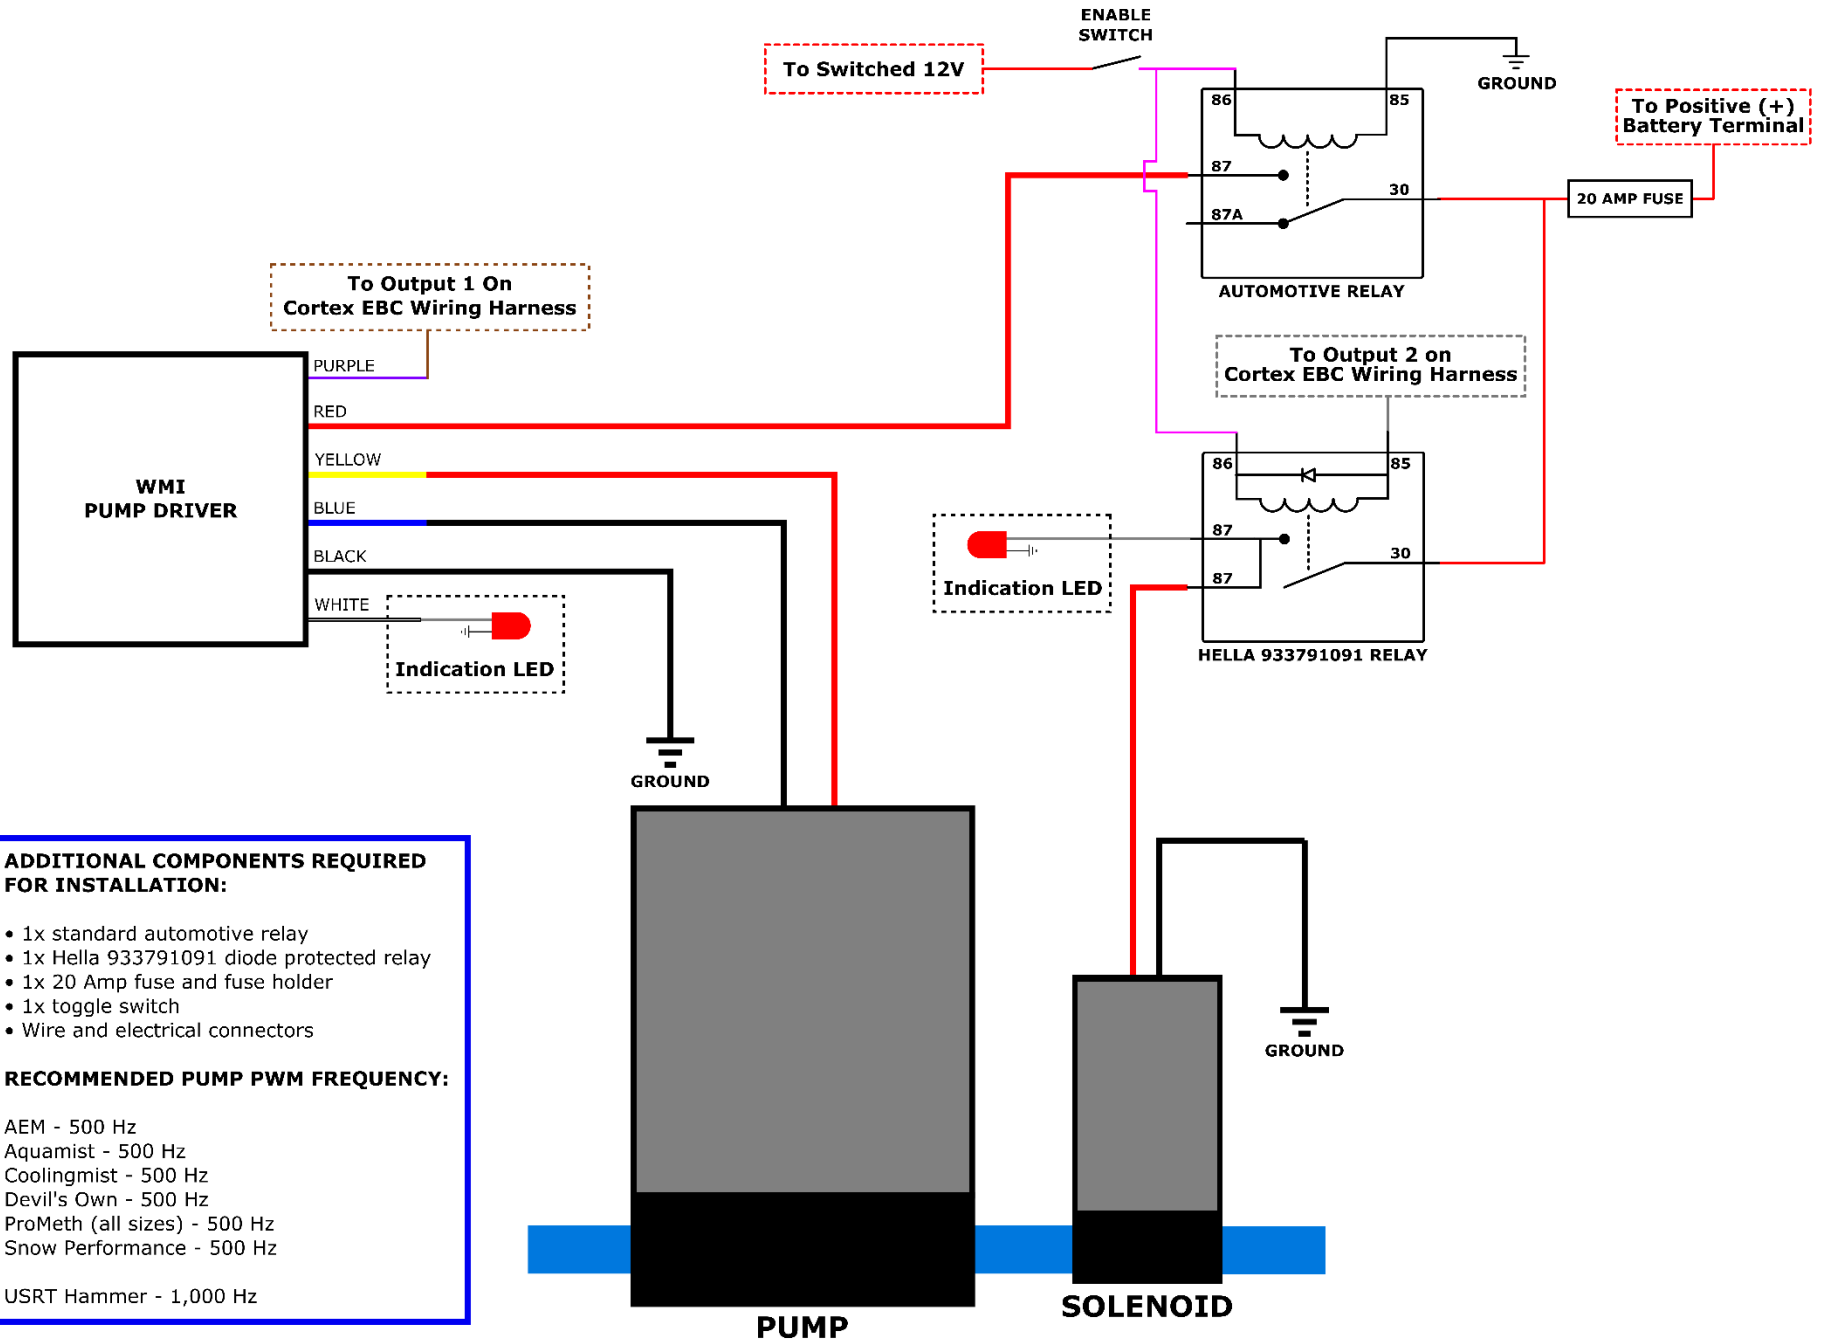 ENABLE
SWITCH
To Switched 12V
GROUND
86
85
To Positive (+)
Battery Terminal
87
30
20 AMP FUSE
87A
AUTOMOTIVE RELAY
To Output 1 On
Cortex EBC Wiring Harness
To Output 2 on
Cortex EBC Wiring Harness
PURPLE
RED
YELLOW
BLUE
BLACK
WHITE
WMI
PUMP DRIVER
86
85
87
30
87
HELLA 933791091 RELAY
Indication LED
Indication LED
GROUND
ADDITIONAL COMPONENTS REQUIRED
FOR INSTALLATION:
• 1x standard automotive relay
• 1x Hella 933791091 diode protected relay
• 1x 20 Amp fuse and fuse holder
• 1x toggle switch
• Wire and electrical connectors
RECOMMENDED PUMP PWM FREQUENCY:
AEM - 500 Hz
Aquamist - 500 Hz
Coolingmist - 500 Hz
Devil's Own - 500 Hz
ProMeth (all sizes) - 500 Hz
Snow Performance - 500 Hz
USRT Hammer - 1,000 Hz
GROUND
SOLENOID
PUMP